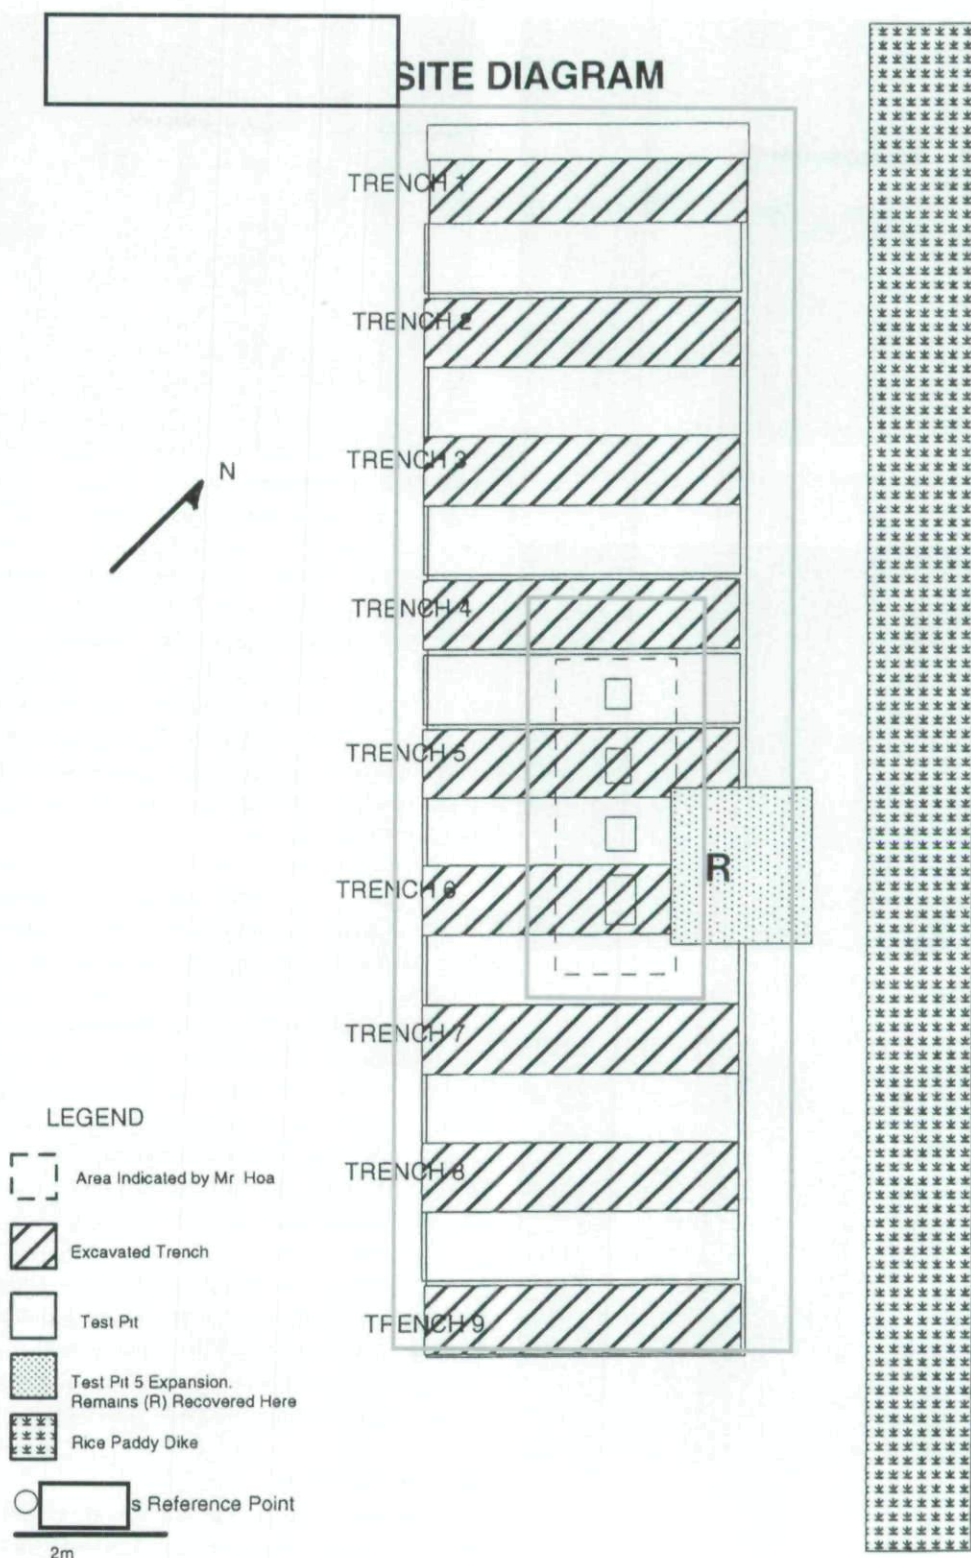 SITE DIAGRAM
TRENCH 1
TRENCH 2
TRENCH 3
N
TRENCH 4
TRENCH 5
R
TRENCH 6
TRENCH 7
TRENCH 8
TRENCH 9
LEGEND
Area Indicated by Mr Hoa
Excavated Trench
Test Pit
Test Pit 5 Expansion.
Remains (R) Recovered Here
Rice Paddy Dike
s Reference Point
2m